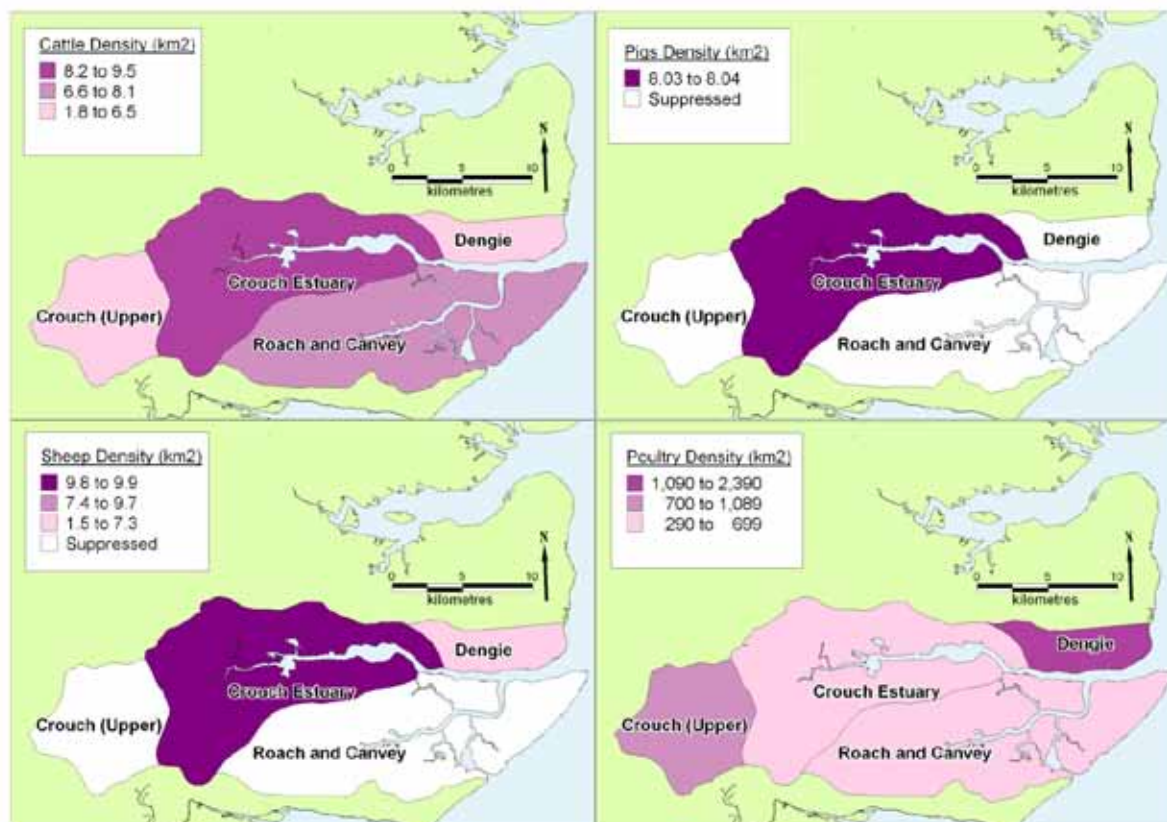 Cattle Density (km2)
8.2 to 9.5
6.6 to 8.1
1.8 to 6.5
N
0 5 10
kilometres
Dengie
Crouch Estuary
Crouch (Upper)
Roach and Canvey
Pigs Density (km2)
8.03 to 8.04
Suppressed
N
0 5 10
kilometres
Dengie
Crouch Estuary
Crouch (Upper)
Roach and Canvey
Sheep Density (km2)
9.8 to 9.9
7.4 to 9.7
1.5 to 7.3
Suppressed
N
0 5 10
kilometres
Dengie
Crouch Estuary
Crouch (Upper)
Roach and Canvey
Poultry Density (km2)
1,090 to 2,390
700 to 1,089
290 to 699
N
0 5 10
kilometres
Dengie
Crouch Estuary
Crouch (Upper)
Roach and Canvey